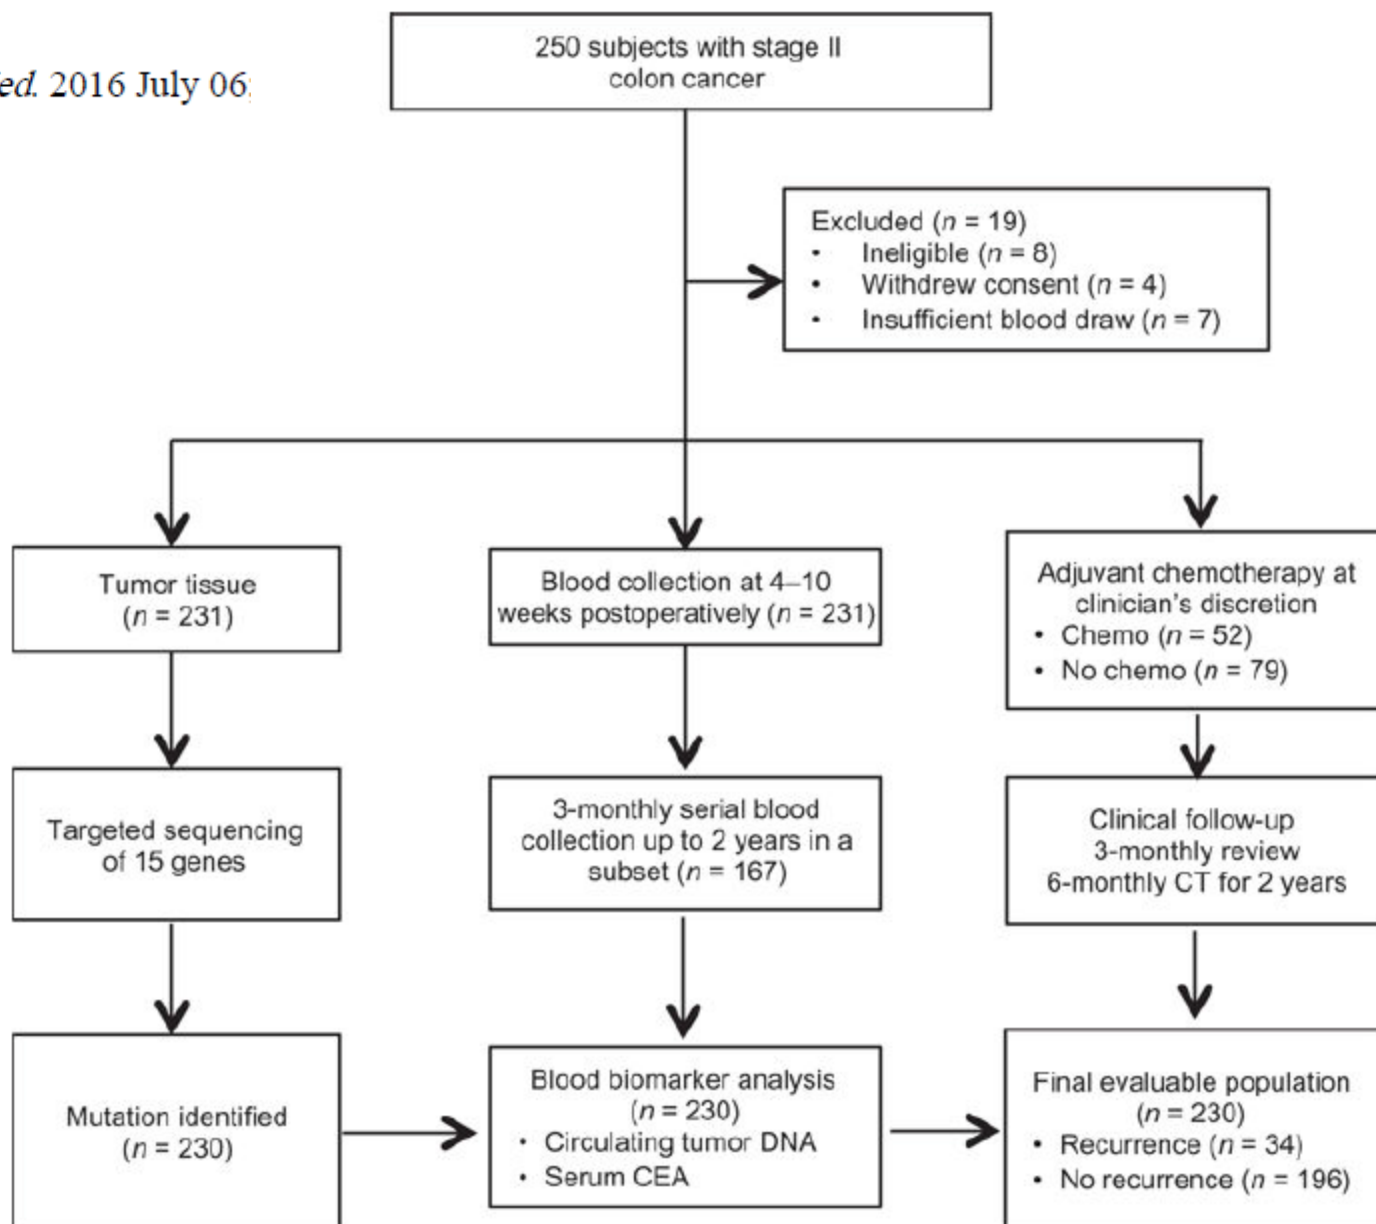 250 subjects with stage II
colon cancer
ed. 2016 July 06;
Excluded (n = 19)
• Ineligible (n = 8)
• Withdrew consent (n = 4)
• Insufficient blood draw (n = 7)
Tumor tissue
(n = 231)
Blood collection at 4–10
weeks postoperatively (n = 231)
Adjuvant chemotherapy at
clinician's discretion
• Chemo (n = 52)
• No chemo (n = 79)
Targeted sequencing
of 15 genes
3-monthly serial blood
collection up to 2 years in a
subset (n = 167)
Clinical follow-up
3-monthly review
6-monthly CT for 2 years
Mutation identified
(n = 230)
Blood biomarker analysis
(n = 230)
• Circulating tumor DNA
• Serum CEA
Final evaluable population
(n = 230)
• Recurrence (n = 34)
• No recurrence (n = 196)